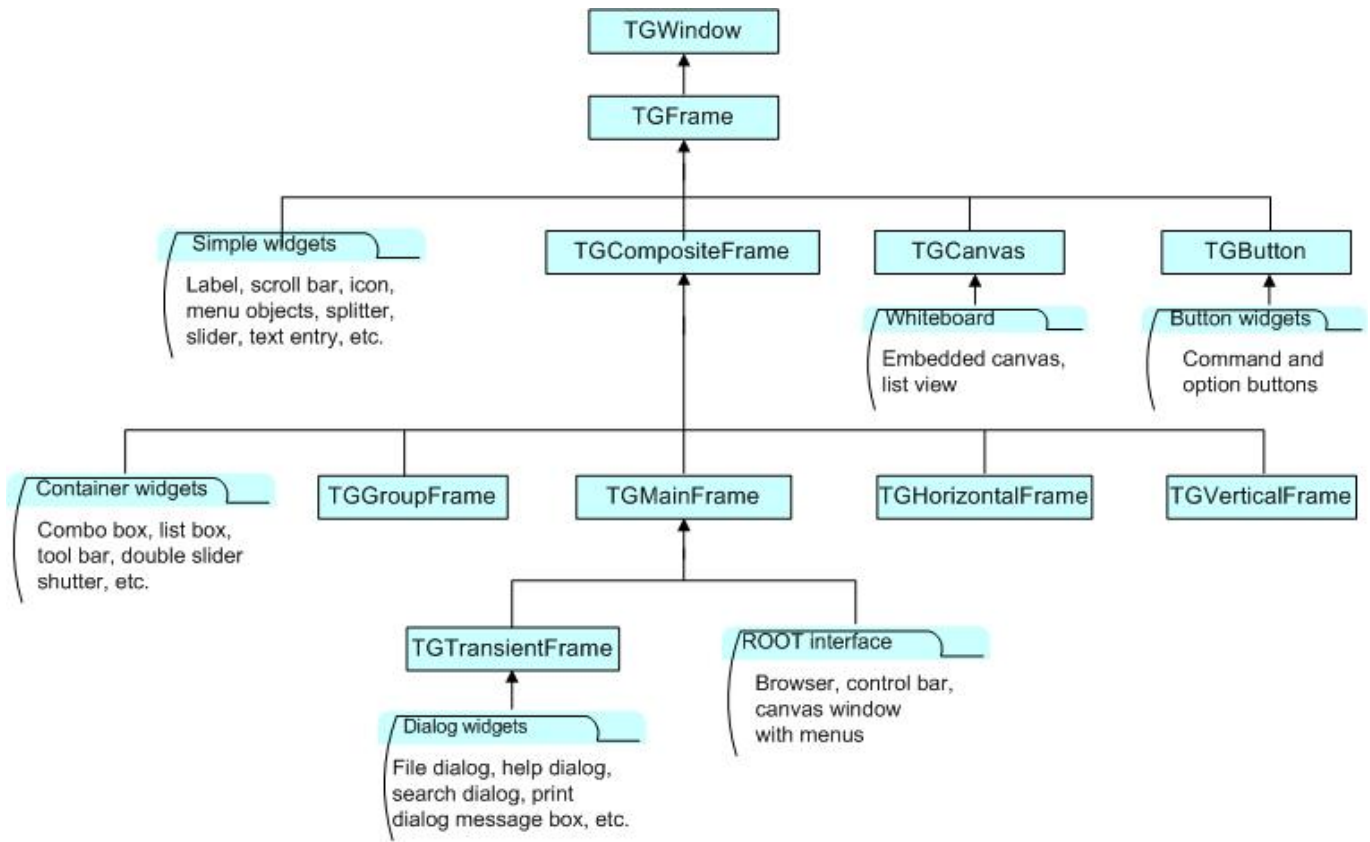 TGWindow
TGFrame
Simple widgets
Label, scroll bar, icon,
menu objects, splitter,
slider, text entry, etc.
TGCompositeFrame
TGCanvas
Whiteboard
Embedded canvas,
list view
TGButton
Button widgets
Command and
option buttons
Container widgets
Combo box, list box,
tool bar, double slider
shutter, etc.
TGGroupFrame
TGMainFrame
TGHorizontalFrame
TGVerticalFrame
TGTransientFrame
Dialog widgets
File dialog, help dialog,
search dialog, print
dialog message box, etc.
ROOT interface
Browser, control bar,
canvas window
with menus